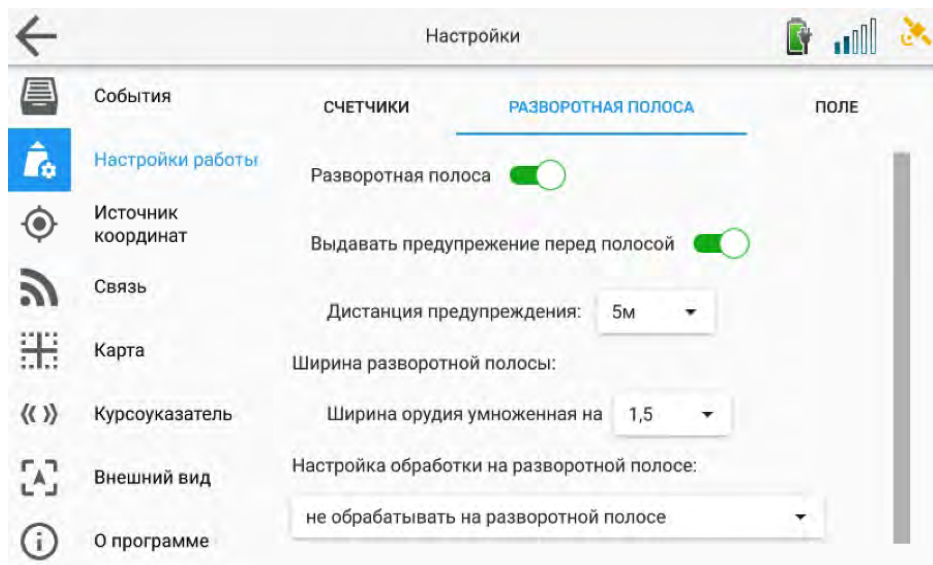 Настройки
События
Настройки работы
Источник
координат
Связь
Карта
Курсоуказатель
Внешний вид
О программе
СЧЕТЧИКИ РАЗВОРОТНАЯ ПОЛОСА ПОЛЕ
Разворотная полоса
Выдавать предупрежение перед полосой
Дистанция предупреждения: 5м
Ширина разворотной полосы:
Ширина орудия умноженная на 1,5
Настройка обработки на разворотной полосе:
не обрабатывать на разворотной полосе